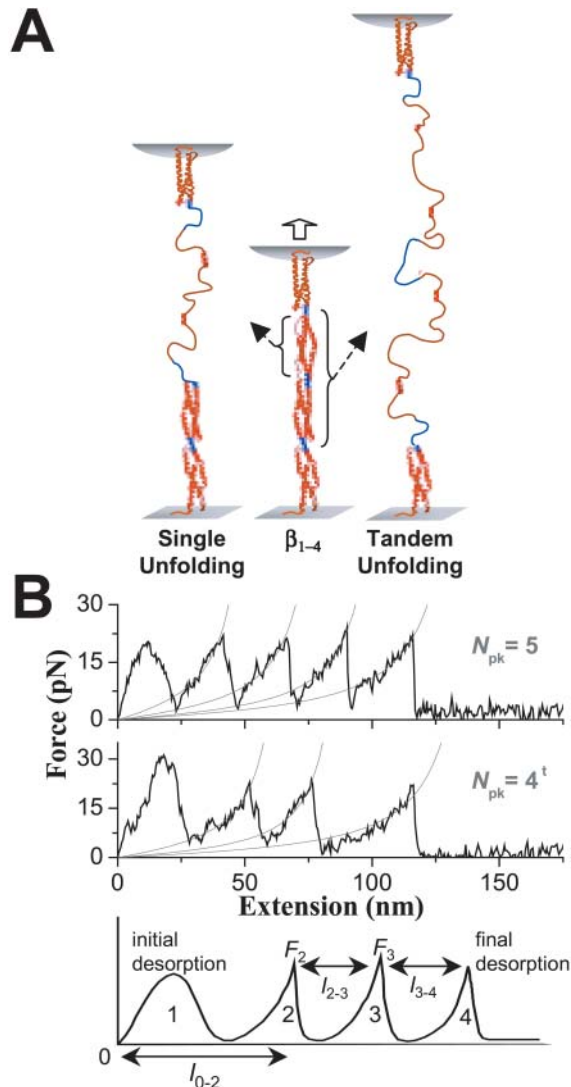 A
Single
Unfolding
β1–4
Tandem
Unfolding
B
30
15
0
Npk = 5
30
15
0
Npk = 4 t
Force (pN)
0 50 100 150
Extension (nm)
initial
desorption
F2
F3
final
desorption
l2-3
l3-4
1
2
3
4
0
l0-2